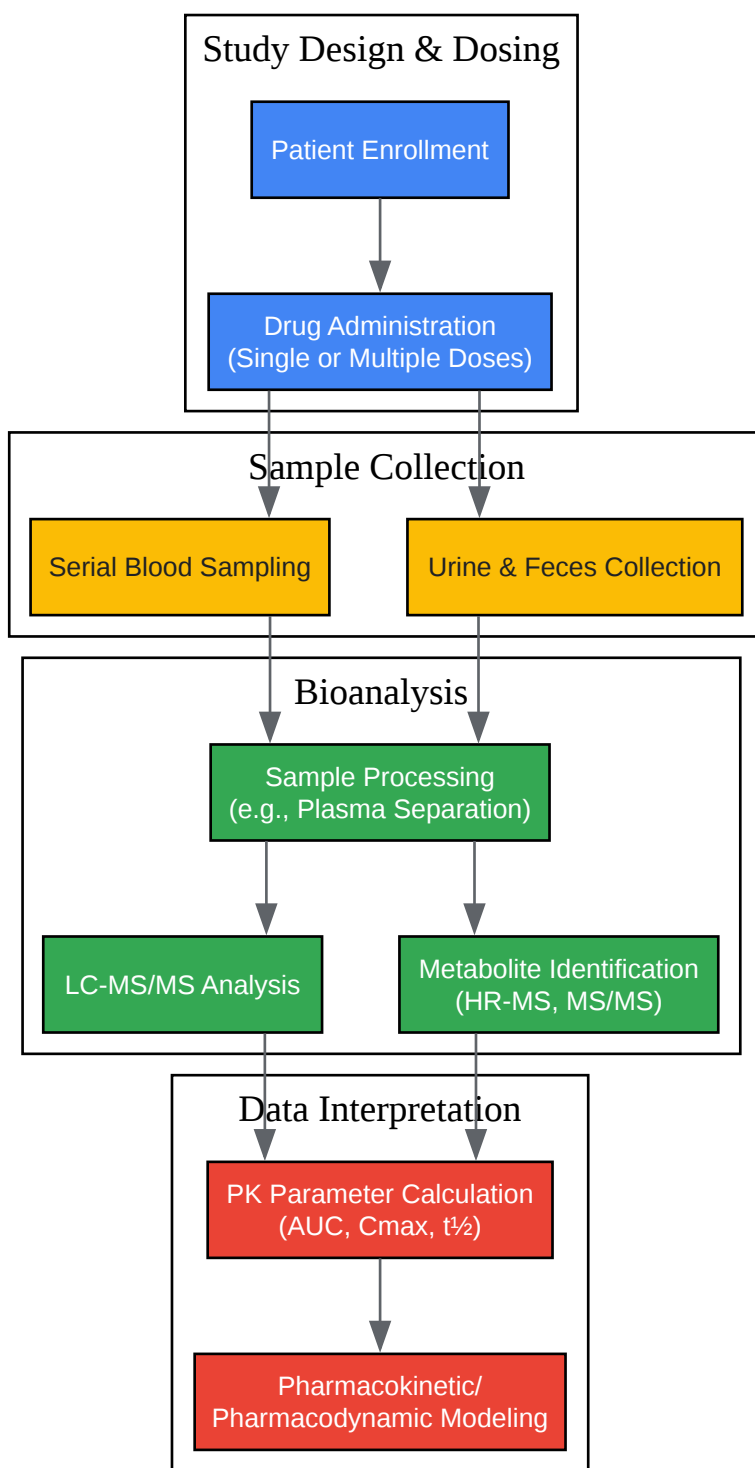 Study Design & Dosing
Patient Enrollment
Drug Administration
(Single or Multiple Doses)
Sample Collection
Serial Blood Sampling
Urine & Feces Collection
Bioanalysis
Sample Processing
(e.g., Plasma Separation)
LC-MS/MS Analysis
Metabolite Identification
(HR-MS, MS/MS)
Data Interpretation
PK Parameter Calculation
(AUC, Cmax, t½)
Pharmacokinetic/
Pharmacodynamic Modeling